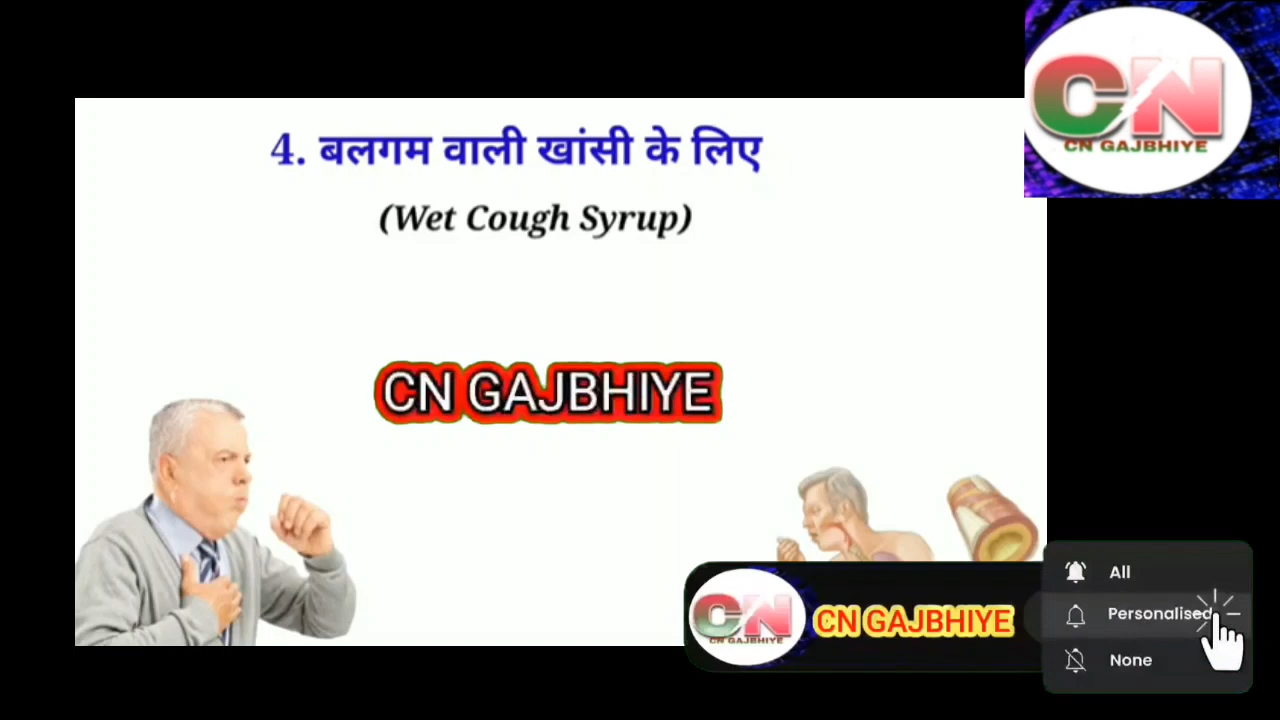 CN
CN GAJBHIYE
4. बलगम वाली खांसी के लिए
(Wet Cough Syrup)
CN GAJBHIYE
CN
CN GAJBHIYE
CN GAJBHIYE
All
Personalised
None